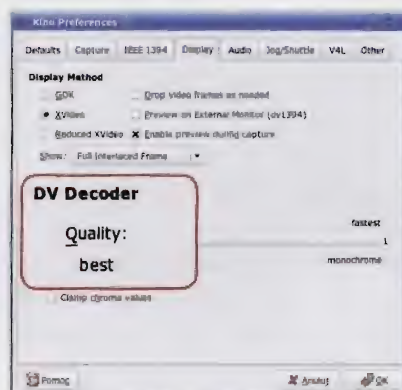 Kino Preferences
Defaults Capture IEEE 1394 Display Audio Jog/Shuttle V4L Other
Display Method
GDK Drop video frames as needed
XVideo Preview on External Monitor (dv1394)
Reduced XVideo Enable preview during capture
Show: Full Interlaced Frame
DV Decoder
Quality: fastest
1
best monochrome
Clamp chroma values
Pomoc Anuluj OK